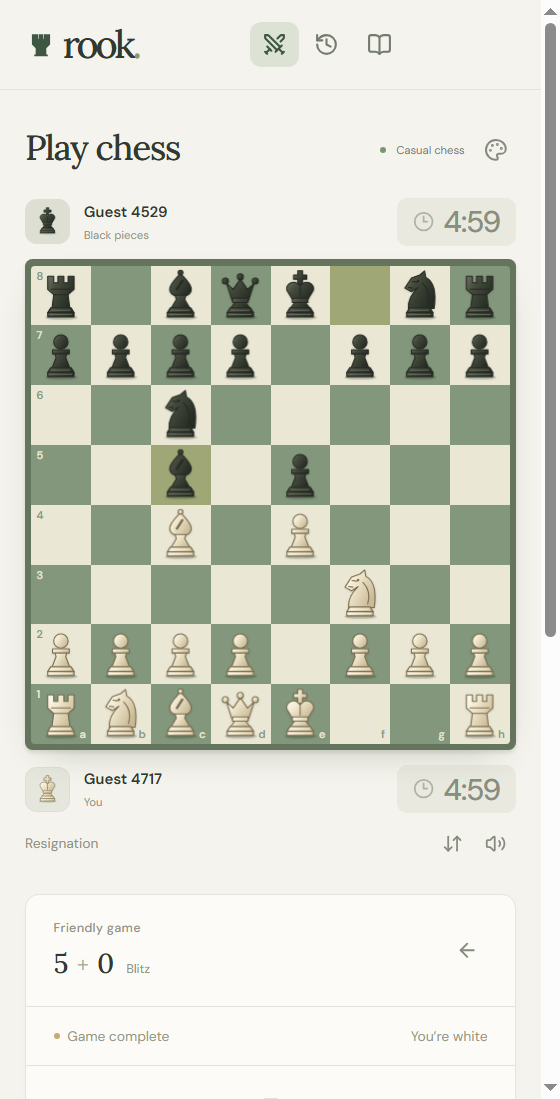 rook.
Play chess
Casual chess
Guest 4529
Black pieces
4:59
8
7
6
5
4
3
2
1
a b c d e f g h
Guest 4717
You
4:59
Resignation
Friendly game
5 + 0 Blitz
Game complete
You're white